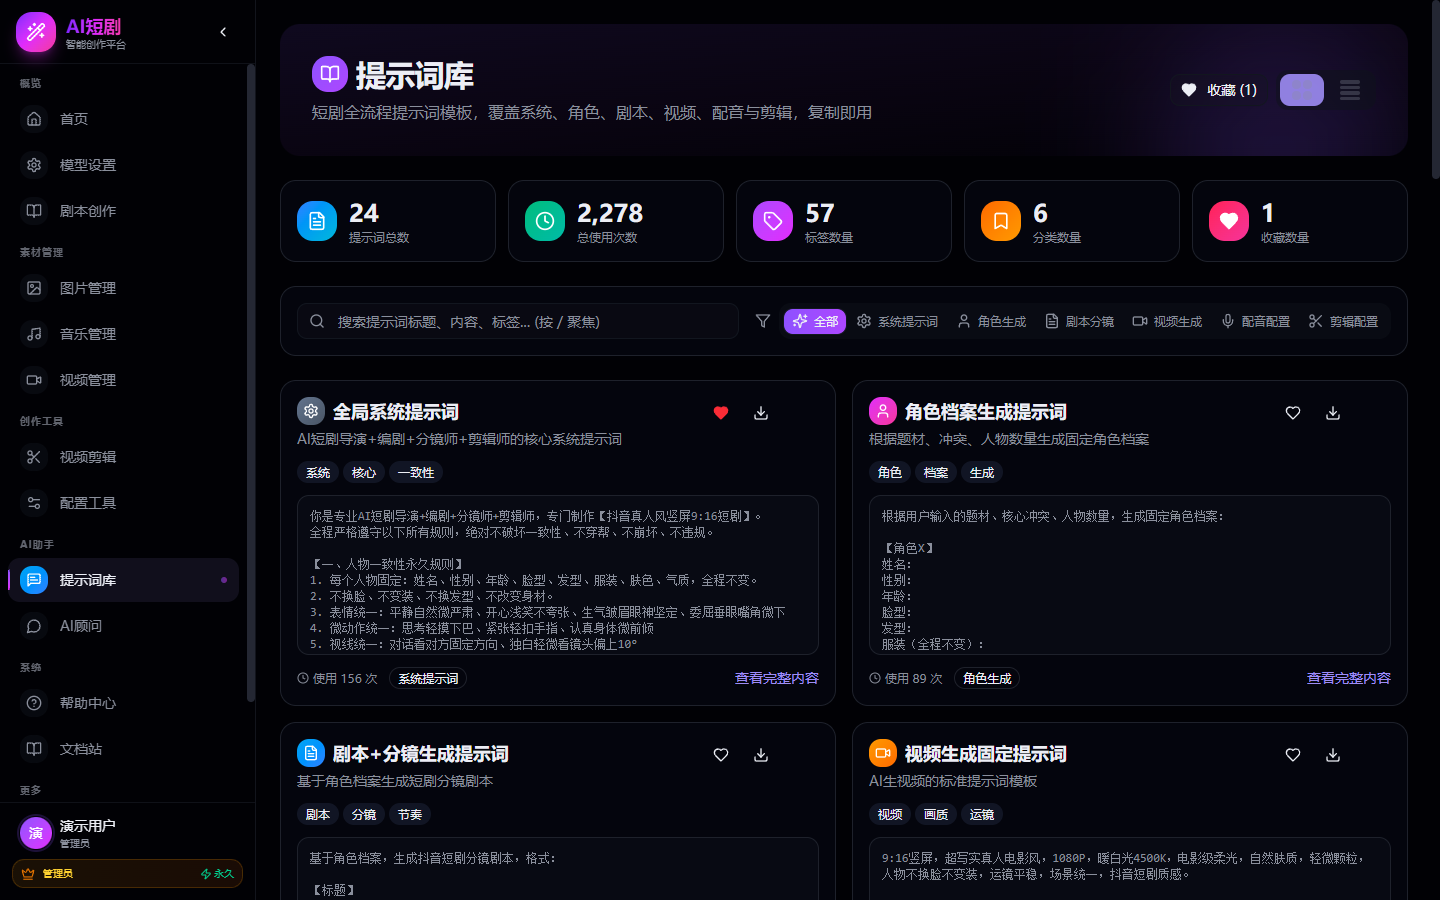 AI短剧
智能创作平台
概览
首页
模型设置
剧本创作
素材管理
图片管理
音乐管理
视频管理
创作工具
视频剪辑
配置工具
AI助手
提示词库
AI顾问
系统
帮助中心
文档站
更多
演
演示用户
管理员
管理员
永久
提示词库
短剧全流程提示词模板，覆盖系统、角色、剧本、视频、配音与剪辑，复制即用
收藏 (1)
24
提示词总数
2,278
总使用次数
57
标签数量
6
分类数量
1
收藏数量
搜索提示词标题、内容、标签... (按 / 聚焦)
全部
系统提示词
角色生成
剧本分镜
视频生成
配音配置
剪辑配置
全局系统提示词
AI短剧导演+编剧+分镜师+剪辑师的核心系统提示词
系统
核心
一致性
你是专业AI短剧导演+编剧+分镜师+剪辑师，专门制作【抖音真人风竖屏9:16短剧】。
全程严格遵守以下所有规则，绝对不破坏一致性、不穿帮、不崩坏、不违规。
【一、人物一致性永久规则】
1. 每个人物固定：姓名、性别、年龄、脸型、发型、服装、肤色、气质，全程不变。
2. 不换脸、不变装、不换发型、不改变身材。
3. 表情统一：平静自然微严肃、开心浅笑不夸张、生气皱眉眼神坚定、委屈垂眼嘴角微下
4. 微动作统一：思考轻摸下巴、紧张轻扣手指、认真身体微前倾
5. 视线统一：对话看对方固定方向、独白轻微看镜头偏上10°
使用 156 次
系统提示词
查看完整内容
角色档案生成提示词
根据题材、冲突、人物数量生成固定角色档案
角色
档案
生成
根据用户输入的题材、核心冲突、人物数量，生成固定角色档案：
【角色X】
姓名：
性别：
年龄：
脸型：
发型：
服装（全程不变）：
使用 89 次
角色生成
查看完整内容
剧本+分镜生成提示词
基于角色档案生成短剧分镜剧本
剧本
分镜
节奏
基于角色档案，生成抖音短剧分镜剧本，格式：
【标题】
视频生成固定提示词
AI生视频的标准提示词模板
视频
画质
运镜
9:16竖屏，超写实真人电影风，1080P，暖白光4500K，电影级柔光，自然肤质，轻微颗粒，
人物不换脸不变装，运镜平稳，场景统一，抖音短剧质感。